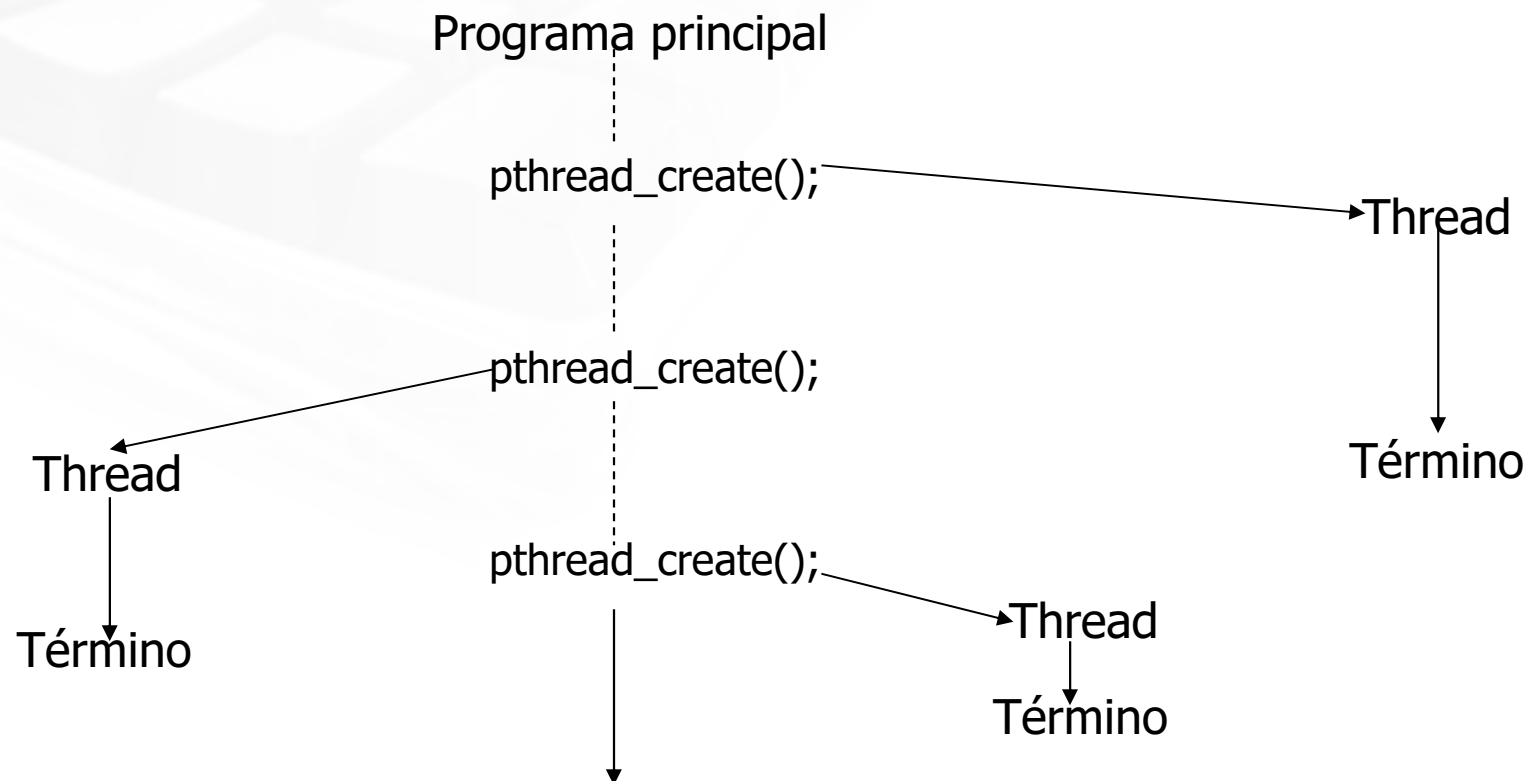 Programa principal
pthread_create();
Thread
pthread_create();
Thread
Término
pthread_create();
Thread
Término
Término